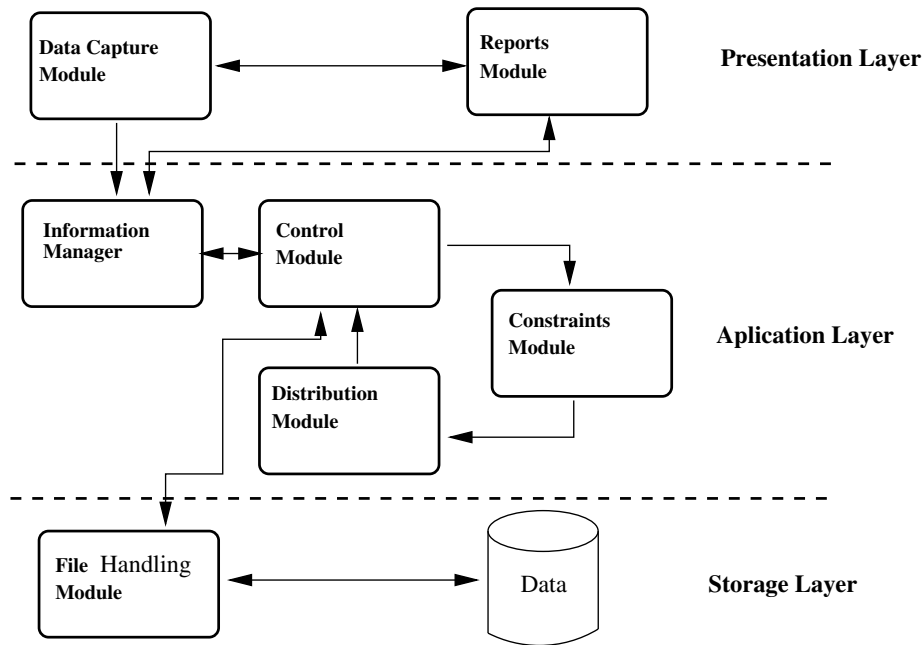 Data Capture
Module
Reports
Module
Presentation Layer
Information
Manager
Control
Module
Constraints
Module
Aplication Layer
Distribution
Module
File Handling
Module
Data
Storage Layer